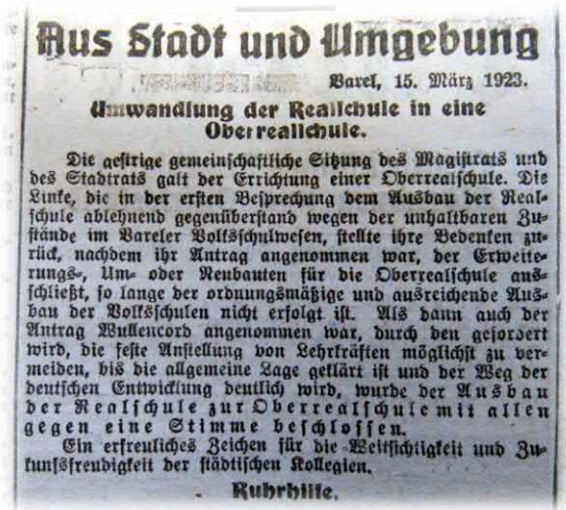 Aus Stadt und Umgebung
Varel, 15. März 1923.
Umwandlung der Realschule in eine
Oberrealschule.
Die gestrige gemeinschaftliche Sitzung des Magistrats und
des Stadtrats galt der Errichtung einer Oberrealschule. Die
Linke, die in der ersten Besprechung dem Ausbau der Real-
schule ablehnend gegenüberstand wegen der unhaltbaren Zu-
stände im Vareler Volksschulwesen, stellte ihre Bedenken zu-
rück, nachdem ihr Antrag angenommen war, der Erweite-
rungs-, Um- oder Neubauten für die Oberrealschule aus-
schließt, so lange der ordnungsmäßige und ausreichende Aus-
bau der Volksschulen nicht erfolgt ist. Als dann auch der
Antrag Wullencord angenommen war, durch den gefordert
wird, die feste Anstellung von Lehrkräften möglichst zu ver-
meiden, bis die allgemeine Lage geklärt ist und der Weg der
deutschen Entwicklung deutlich wird, wurde der Ausbau
der Realschule zur Oberrealschule mit allen
gegen eine Stimme beschlossen.
Ein erfreuliches Zeichen für die Weitsichtigkeit und Zu-
kunfsfreudigkeit der städtischen Kollegien.
Ruhrhilfe.